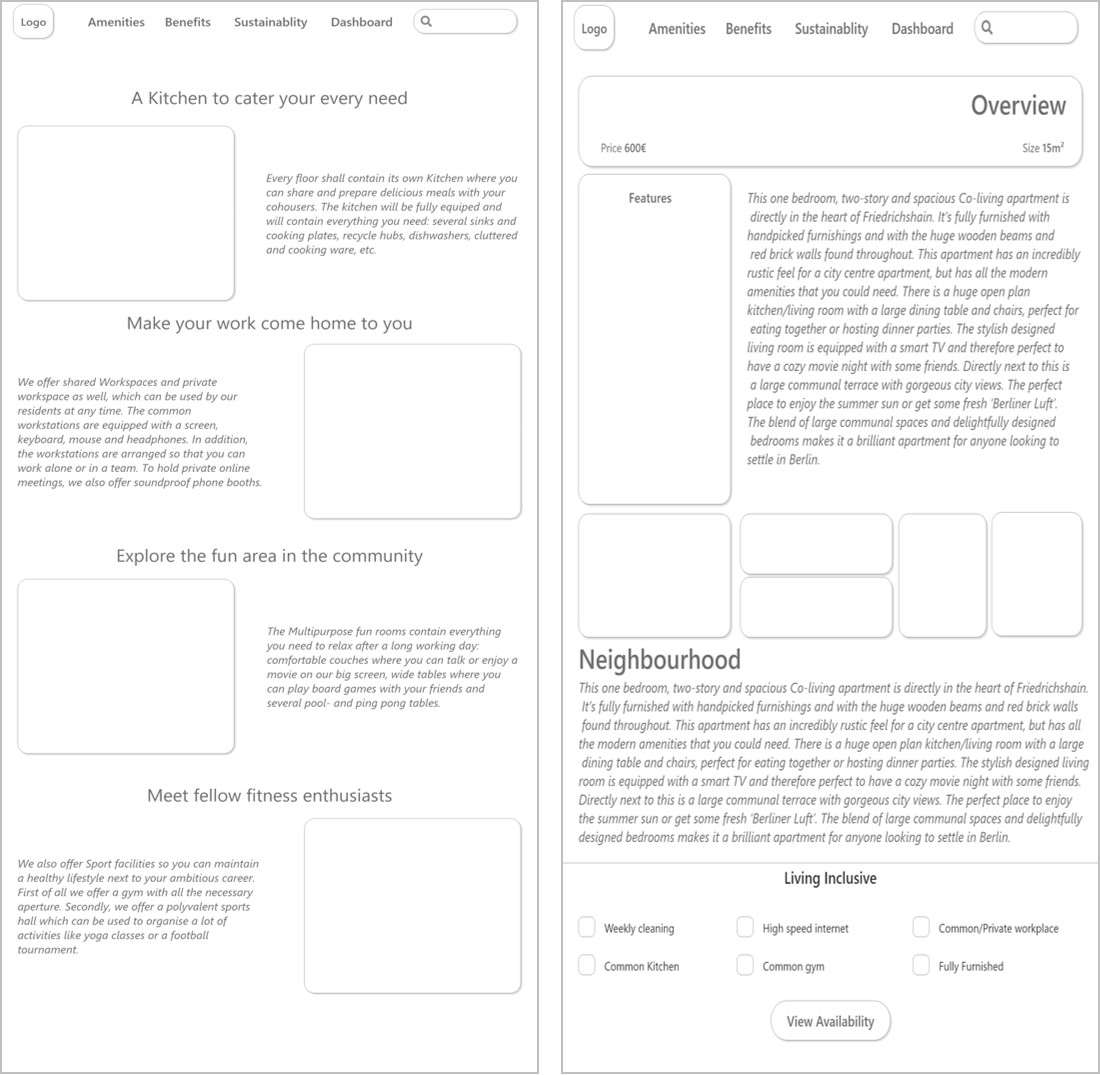 Logo
Amenities
Benefits
Sustainablity
Dashboard
A Kitchen to cater your every need
Every floor shall contain its own Kitchen where you
can share and prepare delicious meals with your
cohousers. The kitchen will be fully equiped and
will contain everything you need: several sinks and
cooking plates, recycle hubs, dishwashers, cluttered
and cooking ware, etc.
Make your work come home to you
We offer shared Workspaces and private
workspace as well, which can be used by our
residents at any time. The common
workstations are equipped with a screen,
keyboard, mouse and headphones. In addition,
the workstations are arranged so that you can
work alone or in a team. To hold private online
meetings, we also offer soundproof phone booths.
Explore the fun area in the community
The Multipurpose fun rooms contain everything
you need to relax after a long working day:
comfortable couches where you can talk or enjoy a
movie on our big screen, wide tables where you
can play board games with your friends and
several pool- and ping pong tables.
Meet fellow fitness enthusiasts
We also offer Sport facilities so you can maintain
a healthy lifestyle next to your ambitious career.
First of all we offer a gym with all the necessary
aperture. Secondly, we offer a polyvalent sports
hall which can be used to organise a lot of
activities like yoga classes or a football
tournament.
Logo
Amenities
Benefits
Sustainablity
Dashboard
Overview
Price 600€
Size 15m²
Features
This one bedroom, two-story and spacious Co-living apartment is
directly in the heart of Friedrichshain. It's fully furnished with
handpicked furnishings and with the huge wooden beams and
red brick walls found throughout. This apartment has an incredibly
rustic feel for a city centre apartment, but has all the modern
amenities that you could need. There is a huge open plan
kitchen/living room with a large dining table and chairs, perfect for
eating together or hosting dinner parties. The stylish designed
living room is equipped with a smart TV and therefore perfect to
have a cozy movie night with some friends. Directly next to this is
a large communal terrace with gorgeous city views. The perfect
place to enjoy the summer sun or get some fresh 'Berliner Luft'.
The blend of large communal spaces and delightfully designed
bedrooms makes it a brilliant apartment for anyone looking to
settle in Berlin.
Neighbourhood
This one bedroom, two-story and spacious Co-living apartment is directly in the heart of Friedrichshain.
It's fully furnished with handpicked furnishings and with the huge wooden beams and red brick walls
found throughout. This apartment has an incredibly rustic feel for a city centre apartment, but has all
the modern amenities that you could need. There is a huge open plan kitchen/living room with a large
dining table and chairs, perfect for eating together or hosting dinner parties. The stylish designed living
room is equipped with a smart TV and therefore perfect to have a cozy movie night with some friends.
Directly next to this is a large communal terrace with gorgeous city views. The perfect place to enjoy
the summer sun or get some fresh 'Berliner Luft'. The blend of large communal spaces and delightfully
designed bedrooms makes it a brilliant apartment for anyone looking to settle in Berlin.
Living Inclusive
Weekly cleaning
High speed internet
Common/Private workplace
Common Kitchen
Common gym
Fully Furnished
View Availability